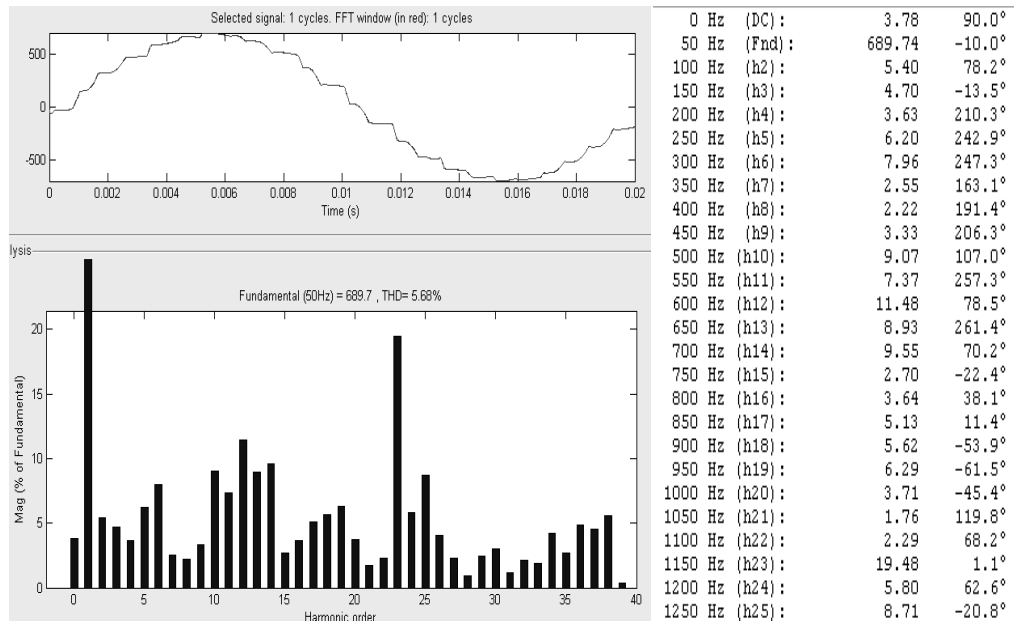 Selected signal: 1 cycles. FFT window (in red): 1 cycles
500
0
-500
0 0.002 0.004 0.006 0.008 0.01 0.012 0.014 0.016 0.018 0.02
Time (s)
lysis
Fundamental (50Hz) = 689.7 , THD= 5.68%
Mag (% of Fundamental)
20
15
10
5
0
0 5 10 15 20 25 30 35 40
Harmonic order
0 Hz (DC): 3.78 90.0°
50 Hz (Fnd): 689.74 -10.0°
100 Hz (h2): 5.40 78.2°
150 Hz (h3): 4.70 -13.5°
200 Hz (h4): 3.63 210.3°
250 Hz (h5): 6.20 242.9°
300 Hz (h6): 7.96 247.3°
350 Hz (h7): 2.55 163.1°
400 Hz (h8): 2.22 191.4°
450 Hz (h9): 3.33 206.3°
500 Hz (h10): 9.07 107.0°
550 Hz (h11): 7.37 257.3°
600 Hz (h12): 11.48 78.5°
650 Hz (h13): 8.93 261.4°
700 Hz (h14): 9.55 70.2°
750 Hz (h15): 2.70 -22.4°
800 Hz (h16): 3.64 38.1°
850 Hz (h17): 5.13 11.4°
900 Hz (h18): 5.62 -53.9°
950 Hz (h19): 6.29 -61.5°
1000 Hz (h20): 3.71 -45.4°
1050 Hz (h21): 1.76 119.8°
1100 Hz (h22): 2.29 68.2°
1150 Hz (h23): 19.48 1.1°
1200 Hz (h24): 5.80 62.6°
1250 Hz (h25): 8.71 -20.8°